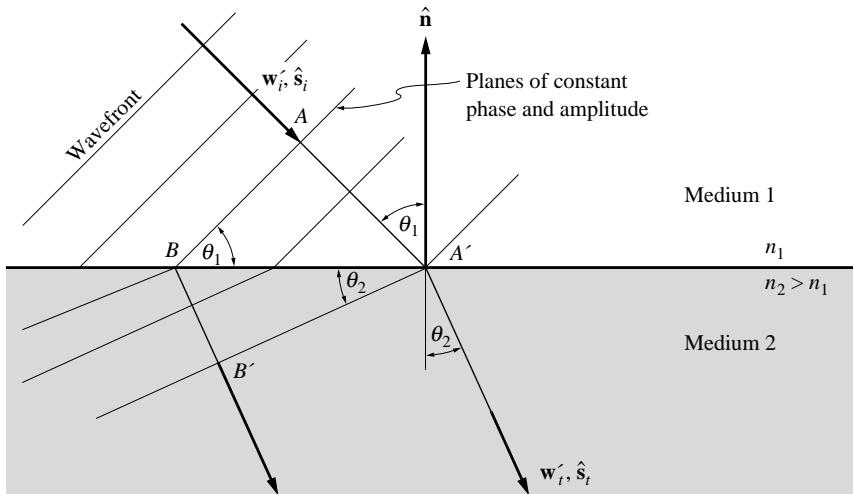 n̂
w′ᵢ, ŝᵢ
Planes of constant
phase and amplitude
Wavefront
A
Medium 1
θ₁
θ₁
B
A′
n₁
θ₂
n₂ > n₁
θ₂
Medium 2
B′
w′ₜ, ŝₜ